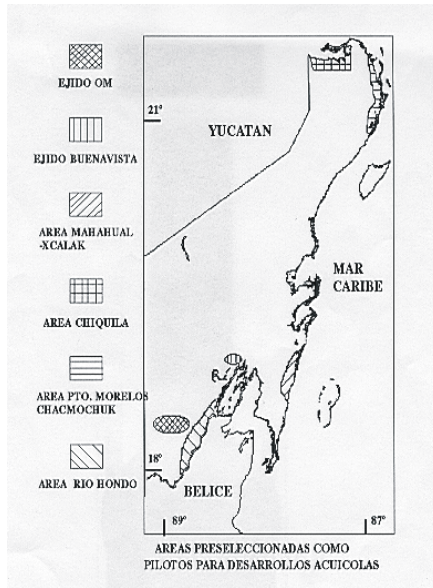 EJIDO OM
EJIDO BUENAVISTA
AREA MAHAHUAL
-XCALAK
AREA CHIQUILA
AREA PTO. MORELOS
CHACMOCHUK
AREA RIO HONDO
21°
YUCATAN
MAR
CARIBE
18°
BELICE
89°
87°
AREAS PRESELECCIONADAS COMO
PILOTOS PARA DESARROLLOS ACUICOLAS